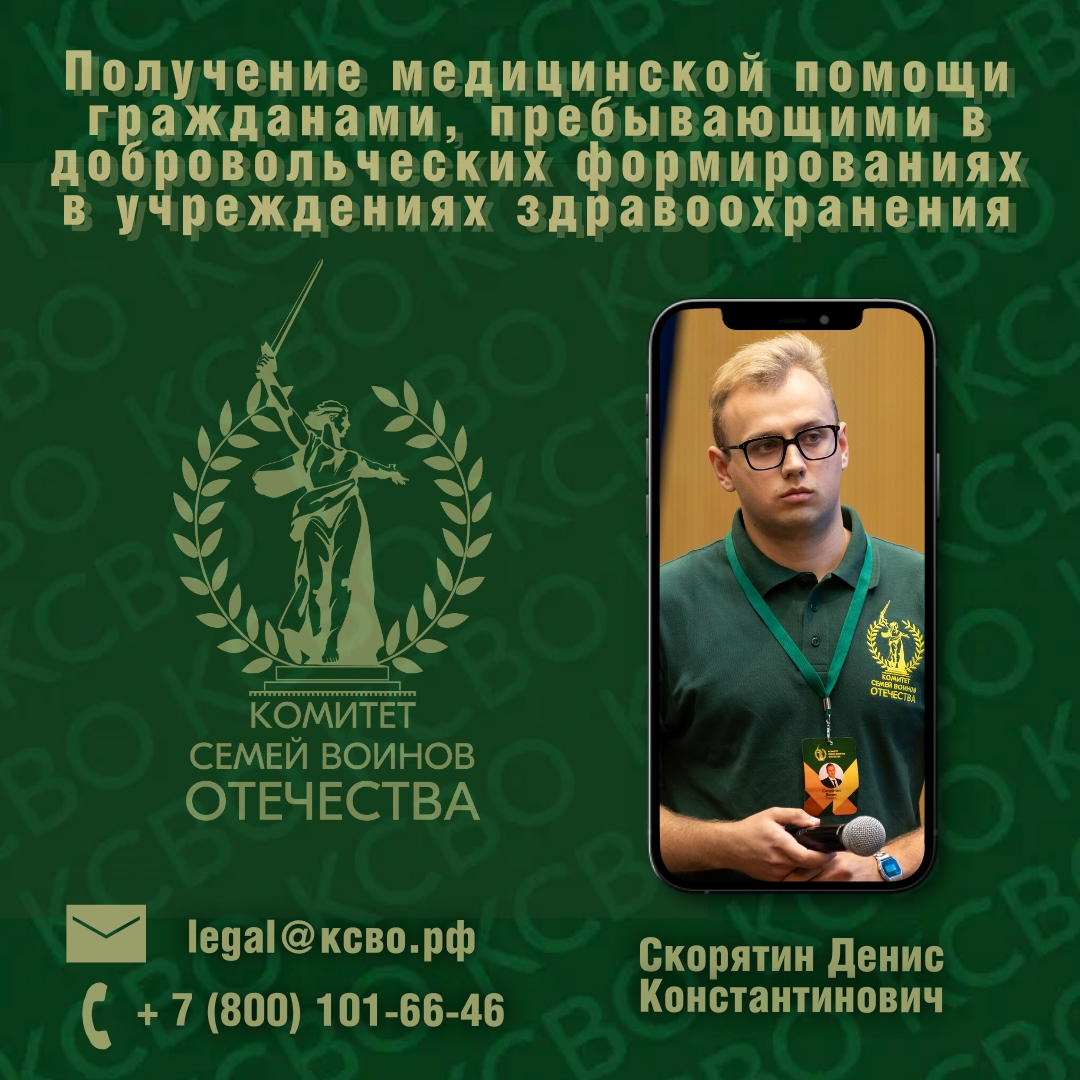 Получение медицинской помощи
гражданами, пребывающими в
добровольческих формированиях
в учреждениях здравоохранения
КОМИТЕТ
СЕМЕЙ ВОИНОВ
ОТЕЧЕСТВА
КОМИТЕТ
СЕМЕЙ ВОИНОВ
ОТЕЧЕСТВА
legal@ксво.рф
+ 7 (800) 101-66-46
Скорятин Денис
Константинович
КСВО